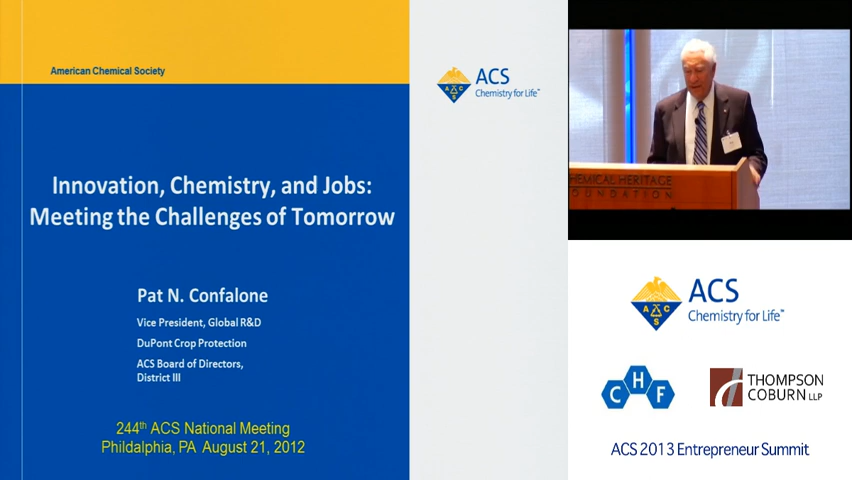 American Chemical Society
ACS
Chemistry for Life™
A C S
Innovation, Chemistry, and Jobs:
Meeting the Challenges of Tomorrow
Pat N. Confalone
Vice President, Global R&D
DuPont Crop Protection
ACS Board of Directors,
District III
244th ACS National Meeting
Phildalphia, PA August 21, 2012
HEMICAL HERITAGE
FOUNDATION
ACS
Chemistry for Life™
A C S
C H F
THOMPSON
COBURN LLP
ACS 2013 Entrepreneur Summit